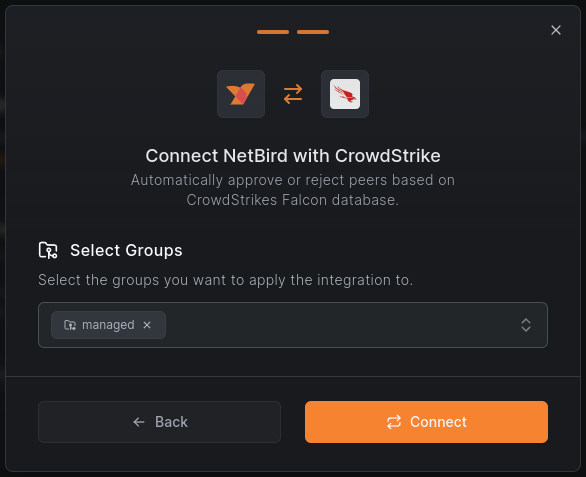 Connect NetBird with CrowdStrike
Automatically approve or reject peers based on
CrowdStrikes Falcon database.
Select Groups
Select the groups you want to apply the integration to.
managed
Back
Connect